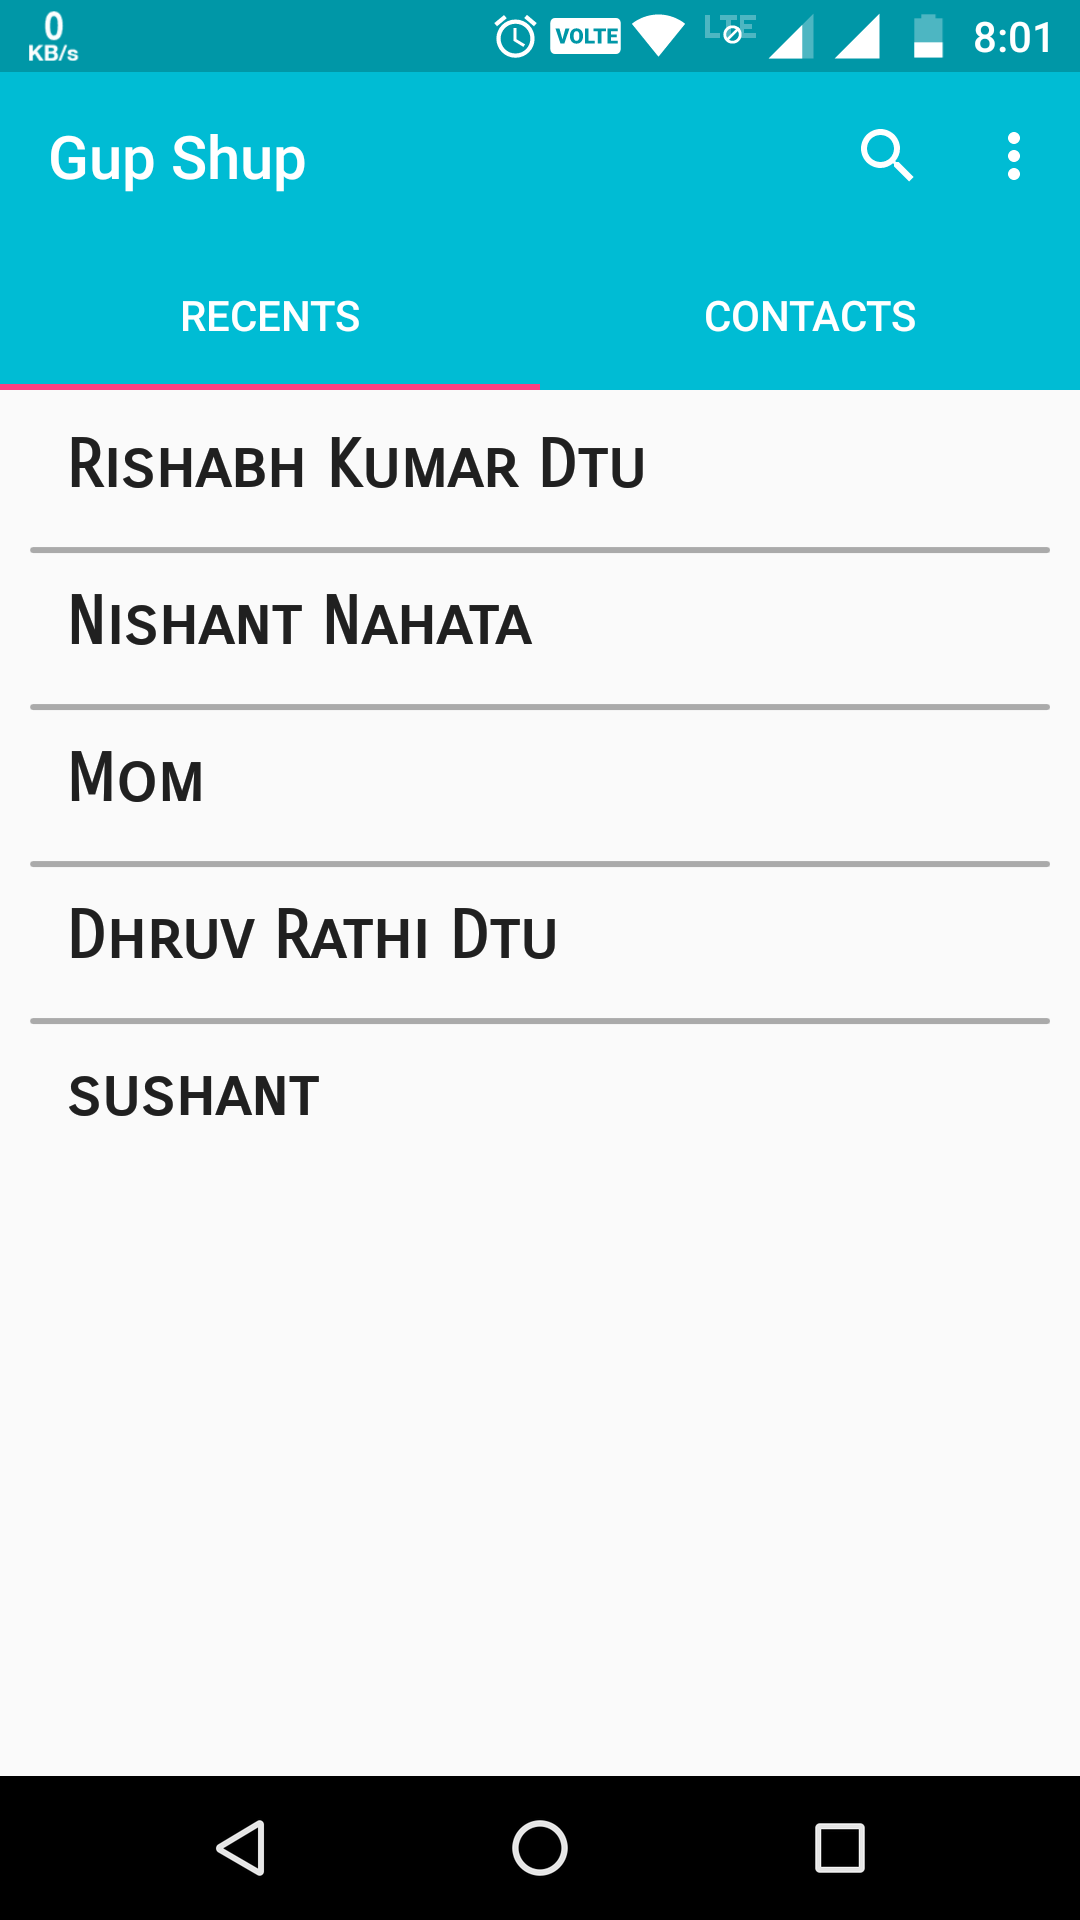 0
KB/s
VOLTE
LTE
8:01
Gup Shup
RECENTS
CONTACTS
Rishabh Kumar Dtu
Nishant Nahata
Mom
Dhruv Rathi Dtu
sushant